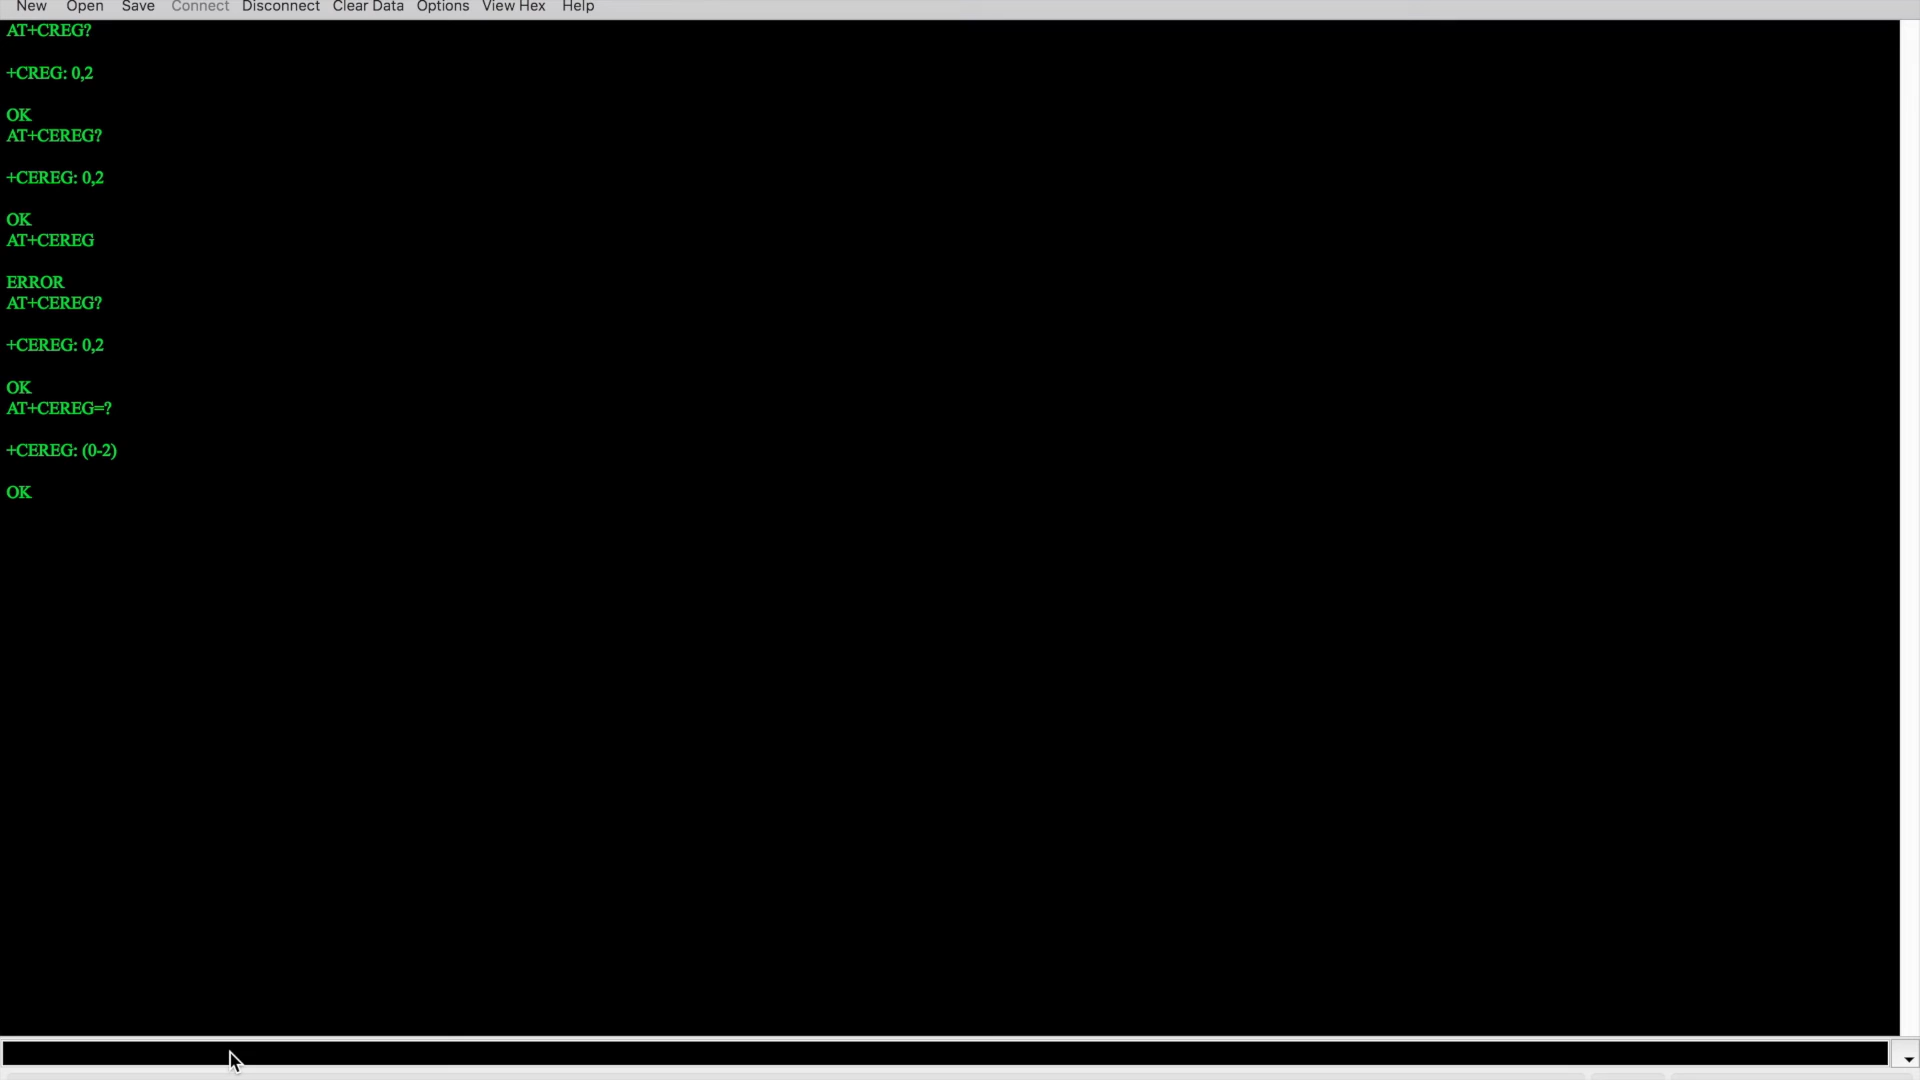 New Open Save Connect Disconnect Clear Data Options View Hex Help
AT+CREG?
+CREG: 0,2
OK
AT+CEREG?
+CEREG: 0,2
OK
AT+CEREG
ERROR
AT+CEREG?
+CEREG: 0,2
OK
AT+CEREG=?
+CEREG: (0-2)
OK